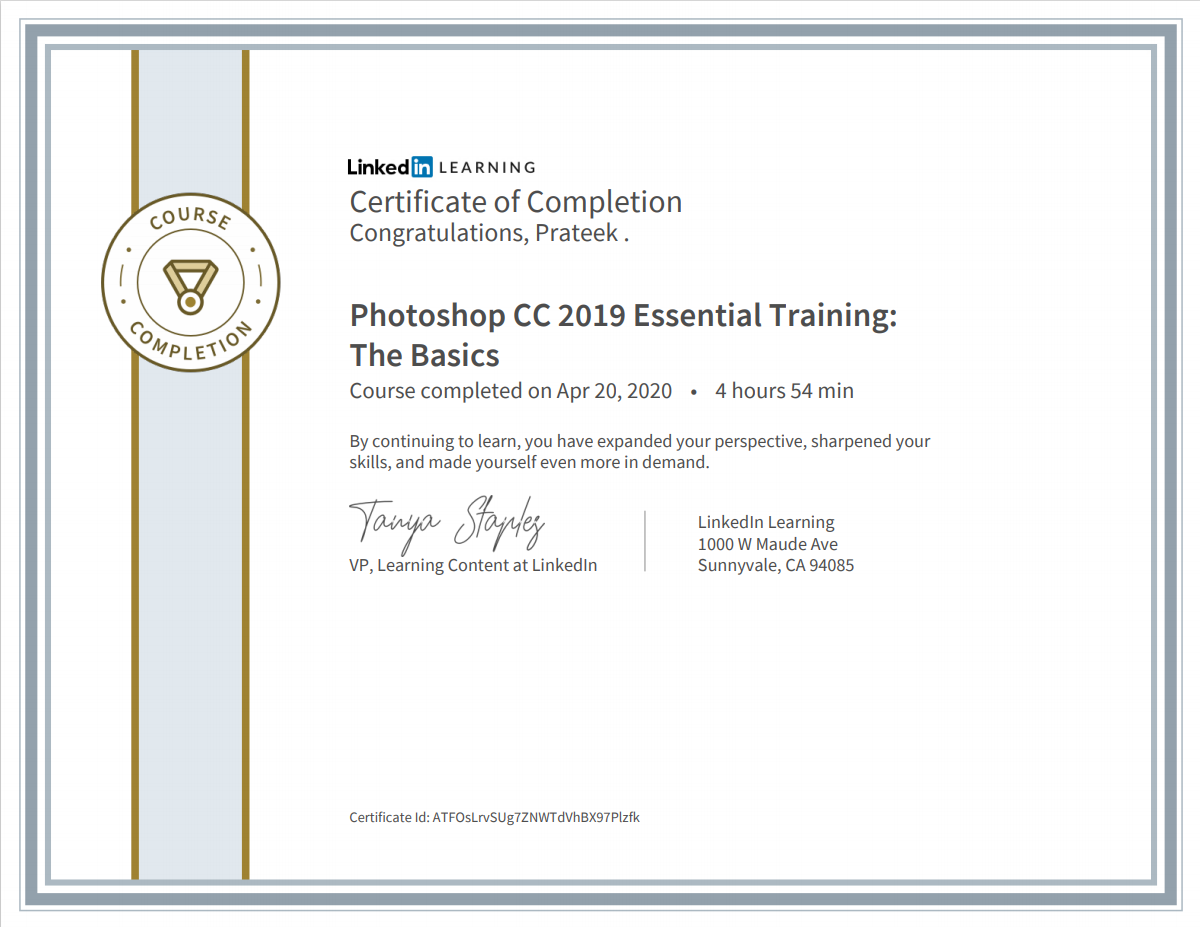 COURSE
COMPLETION
Linked in LEARNING
Certificate of Completion
Congratulations, Prateek .
Photoshop CC 2019 Essential Training:
The Basics
Course completed on Apr 20, 2020 • 4 hours 54 min
By continuing to learn, you have expanded your perspective, sharpened your
skills, and made yourself even more in demand.
Tanya Staples
VP, Learning Content at LinkedIn
LinkedIn Learning
1000 W Maude Ave
Sunnyvale, CA 94085
Certificate Id: ATFOsLrvSUg7ZNWTdVhBX97Plzfk